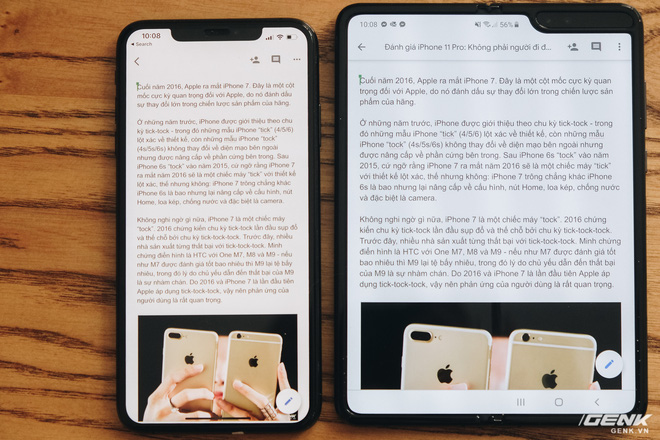 10:08
Search
Cuối năm 2016, Apple ra mắt iPhone 7. Đây là một cột
mốc cực kỳ quan trọng đối với Apple, do nó đánh dấu
sự thay đổi lớn trong chiến lược sản phẩm của hãng.
Ở những năm trước, iPhone được giới thiệu theo chu
kỳ tick-tock - trong đó những mẫu iPhone "tick" (4/5/6)
lột xác về thiết kế, còn những mẫu iPhone "tock"
(4s/5s/6s) không thay đổi về diện mạo bên ngoài
nhưng được nâng cấp về phần cứng bên trong. Sau
iPhone 6s "tock" vào năm 2015, cứ ngỡ rằng iPhone 7
ra mắt năm 2016 sẽ là một chiếc máy "tick" với thiết kế
lột xác, thế nhưng không: iPhone 7 trông chẳng khác
iPhone 6s là bao nhưng lại nâng cấp về cấu hình, nút
Home, loa kép, chống nước và đặc biệt là camera.
Không nghi ngờ gì nữa, iPhone 7 là một chiếc máy
"tock". 2016 chứng kiến chu kỳ tick-tock lần đầu sụp đổ
và thế chỗ bởi chu kỳ tick-tock-tock. Trước đây, nhiều
nhà sản xuất từng thất bại với tick-tock-tock. Minh
chứng điển hình là HTC với One M7, M8 và M9 - nếu
như M7 được đánh giá tốt bao nhiêu thì M9 lại tệ bấy
nhiêu, trong đó lý do chủ yếu dẫn đến thất bại của M9
là sự nhàm chán. Do 2016 và iPhone 7 là lần đầu tiên
Apple áp dụng tick-tock-tock, vậy nên phản ứng của
người dùng là rất quan trọng.
10:08
56%
Đánh giá iPhone 11 Pro: Không phải người đi đ...
Cuối năm 2016, Apple ra mắt iPhone 7. Đây là một cột mốc cực kỳ quan
trọng đối với Apple, do nó đánh dấu sự thay đổi lớn trong chiến lược sản
phẩm của hãng.
Ở những năm trước, iPhone được giới thiệu theo chu kỳ tick-tock - trong
đó những mẫu iPhone "tick" (4/5/6) lột xác về thiết kế, còn những mẫu
iPhone "tock" (4s/5s/6s) không thay đổi về diện mạo bên ngoài nhưng
được nâng cấp về phần cứng bên trong. Sau iPhone 6s "tock" vào năm
2015, cứ ngỡ rằng iPhone 7 ra mắt năm 2016 sẽ là một chiếc máy "tick"
với thiết kế lột xác, thế nhưng không: iPhone 7 trông chẳng khác iPhone
6s là bao nhưng lại nâng cấp về cấu hình, nút Home, loa kép, chống nước
và đặc biệt là camera.
Không nghi ngờ gì nữa, iPhone 7 là một chiếc máy "tock". 2016 chứng
kiến chu kỳ tick-tock lần đầu sụp đổ và thế chỗ bởi chu kỳ tick-tock-tock.
Trước đây, nhiều nhà sản xuất từng thất bại với tick-tock-tock. Minh chứng
điển hình là HTC với One M7, M8 và M9 - nếu như M7 được đánh giá tốt
bao nhiêu thì M9 lại tệ bấy nhiêu, trong đó lý do chủ yếu dẫn đến thất bại
của M9 là sự nhàm chán. Do 2016 và iPhone 7 là lần đầu tiên Apple áp
dụng tick-tock-tock, vậy nên phản ứng của người dùng là rất quan trọng.
GENK
GENK.VN